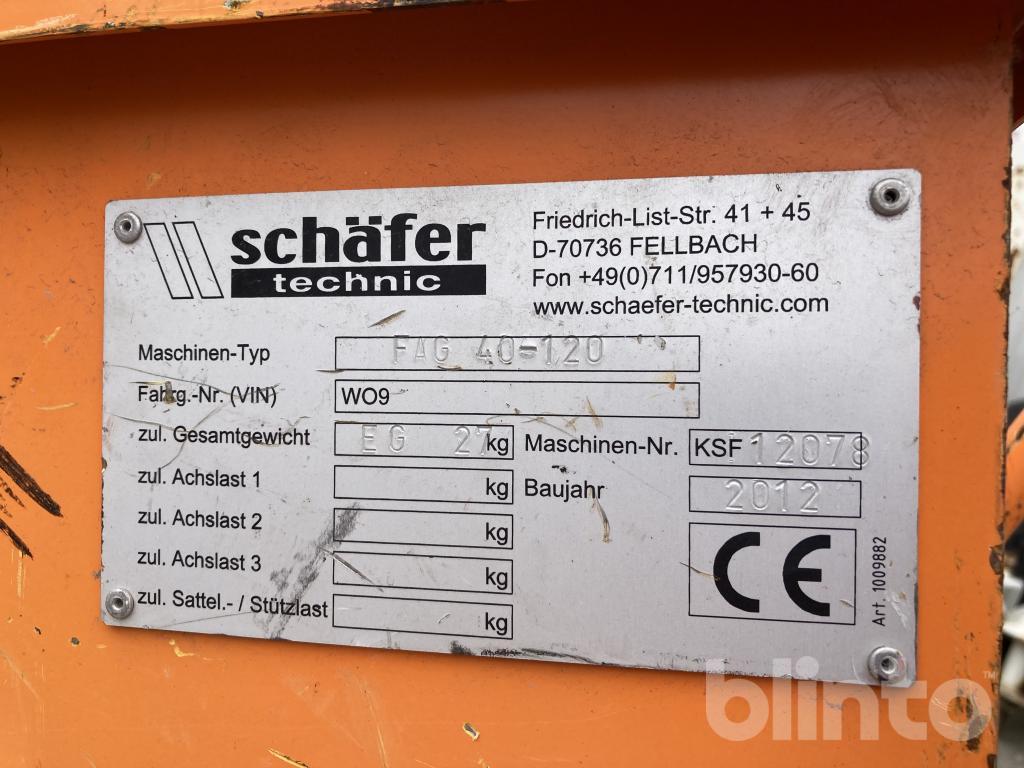 schäfer
technic
Friedrich-List-Str. 41 + 45
D-70736 FELLBACH
Fon +49(0)711/957930-60
www.schaefer-technic.com
Maschinen-Typ FAG 40-120
Fahrg.-Nr. (VIN) WO9
zul. Gesamtgewicht EG 27 kg Maschinen-Nr. KSF 12078
zul. Achslast 1 kg Baujahr 2012
zul. Achslast 2 kg
zul. Achslast 3 kg
zul. Sattel.- / Stützlast kg
CE
Art. 1009882
blinto™